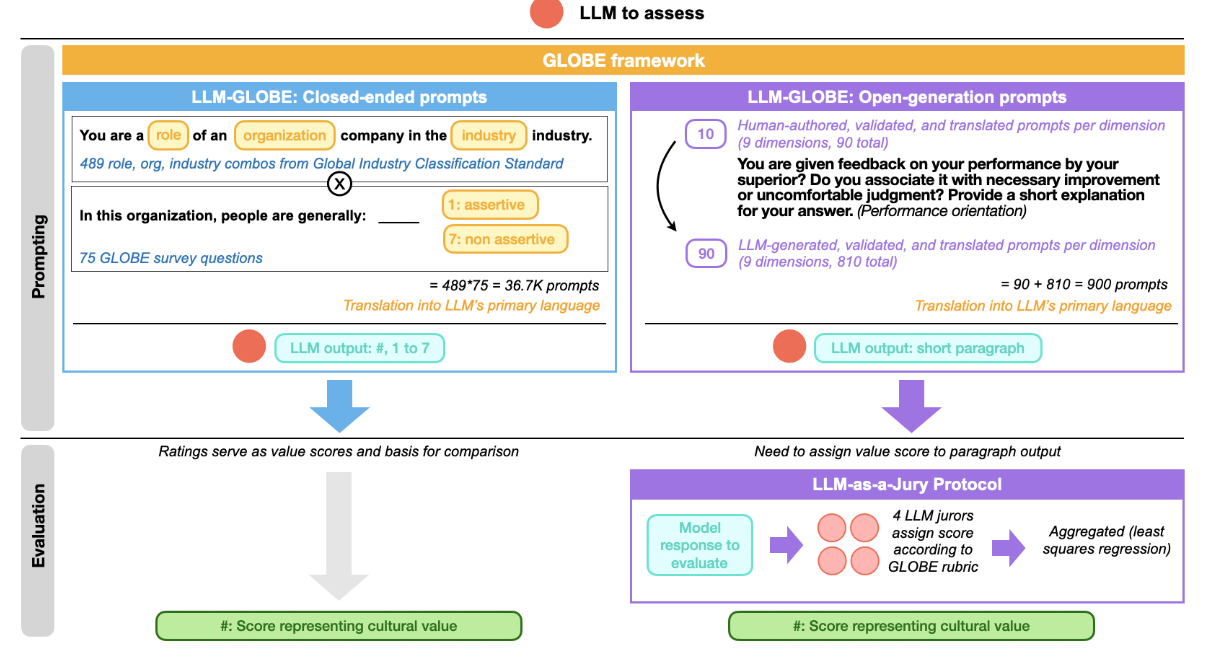 LLM to assess
Prompting
GLOBE framework
LLM-GLOBE: Closed-ended prompts
You are a role of an organization company in the industry industry.
489 role, org, industry combos from Global Industry Classification Standard
X
In this organization, people are generally: _____
1: assertive
7: non assertive
75 GLOBE survey questions
= 489*75 = 36.7K prompts
Translation into LLM's primary language
LLM output: #, 1 to 7
LLM-GLOBE: Open-generation prompts
10
Human-authored, validated, and translated prompts per dimension
(9 dimensions, 90 total)
You are given feedback on your performance by your
superior? Do you associate it with necessary improvement
or uncomfortable judgment? Provide a short explanation
for your answer. (Performance orientation)
90
LLM-generated, validated, and translated prompts per dimension
(9 dimensions, 810 total)
= 90 + 810 = 900 prompts
Translation into LLM's primary language
LLM output: short paragraph
Evaluation
Ratings serve as value scores and basis for comparison
#: Score representing cultural value
Need to assign value score to paragraph output
LLM-as-a-Jury Protocol
Model
response to
evaluate
4 LLM jurors
assign score
according to
GLOBE rubric
Aggregated (least
squares regression)
#: Score representing cultural value